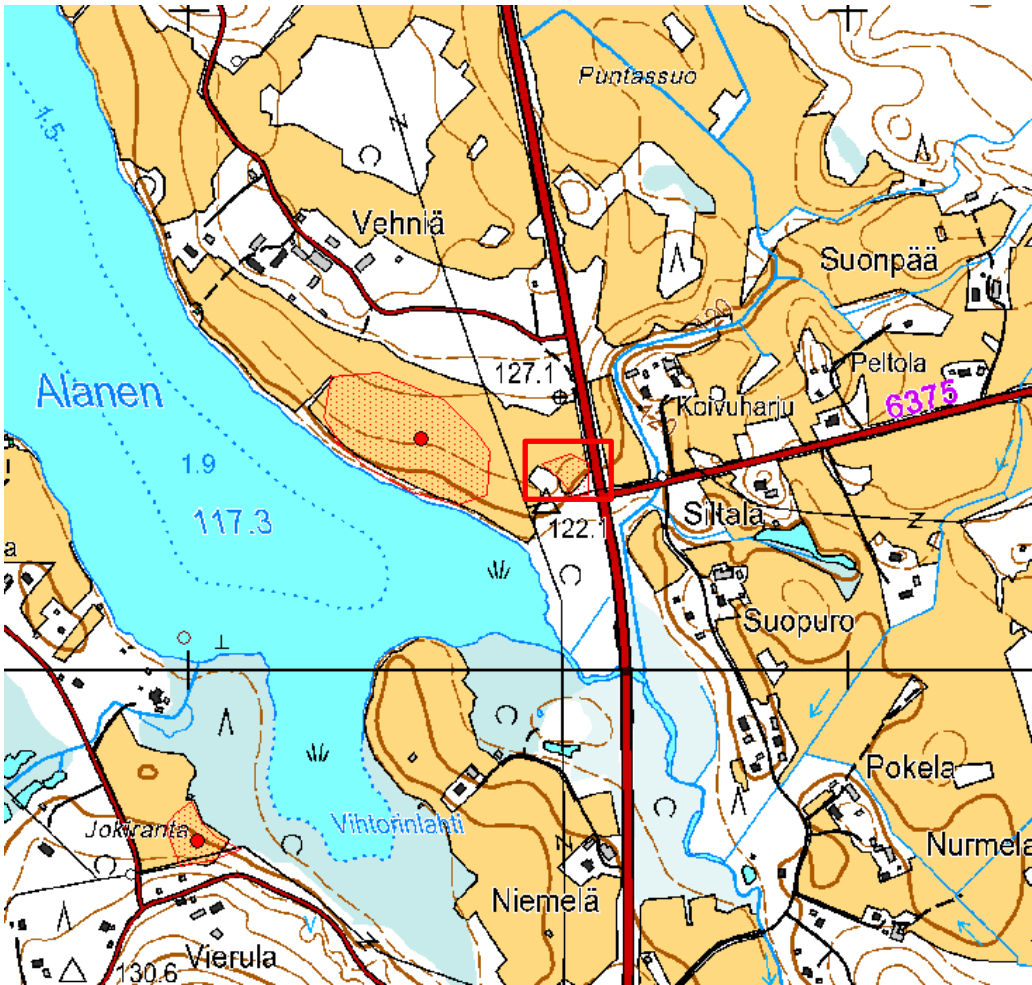 Puntassuo
1.5
Vehniä
Suonpää
120
127.1
Peltola
Alanen
Koivuharju
6375
1.9
117.3
122.1
Siltala
a
Suopuro
Pokela
Jokiranta
Vihtorinlahti
Nurmela
Niemelä
Vierula
130.6